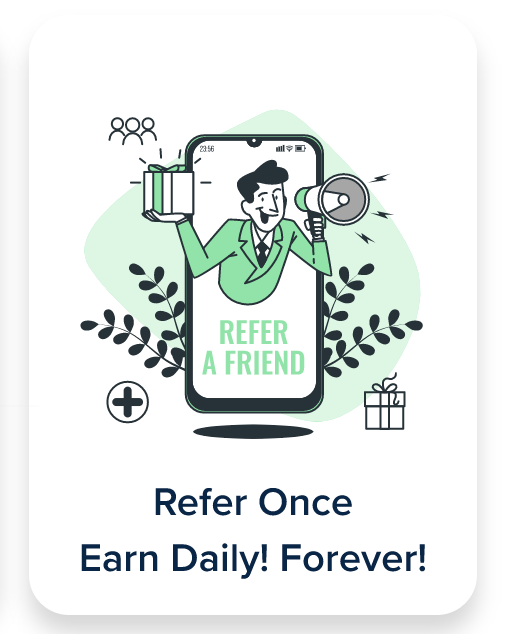 23:56
REFER
A FRIEND
Refer Once
Earn Daily! Forever!